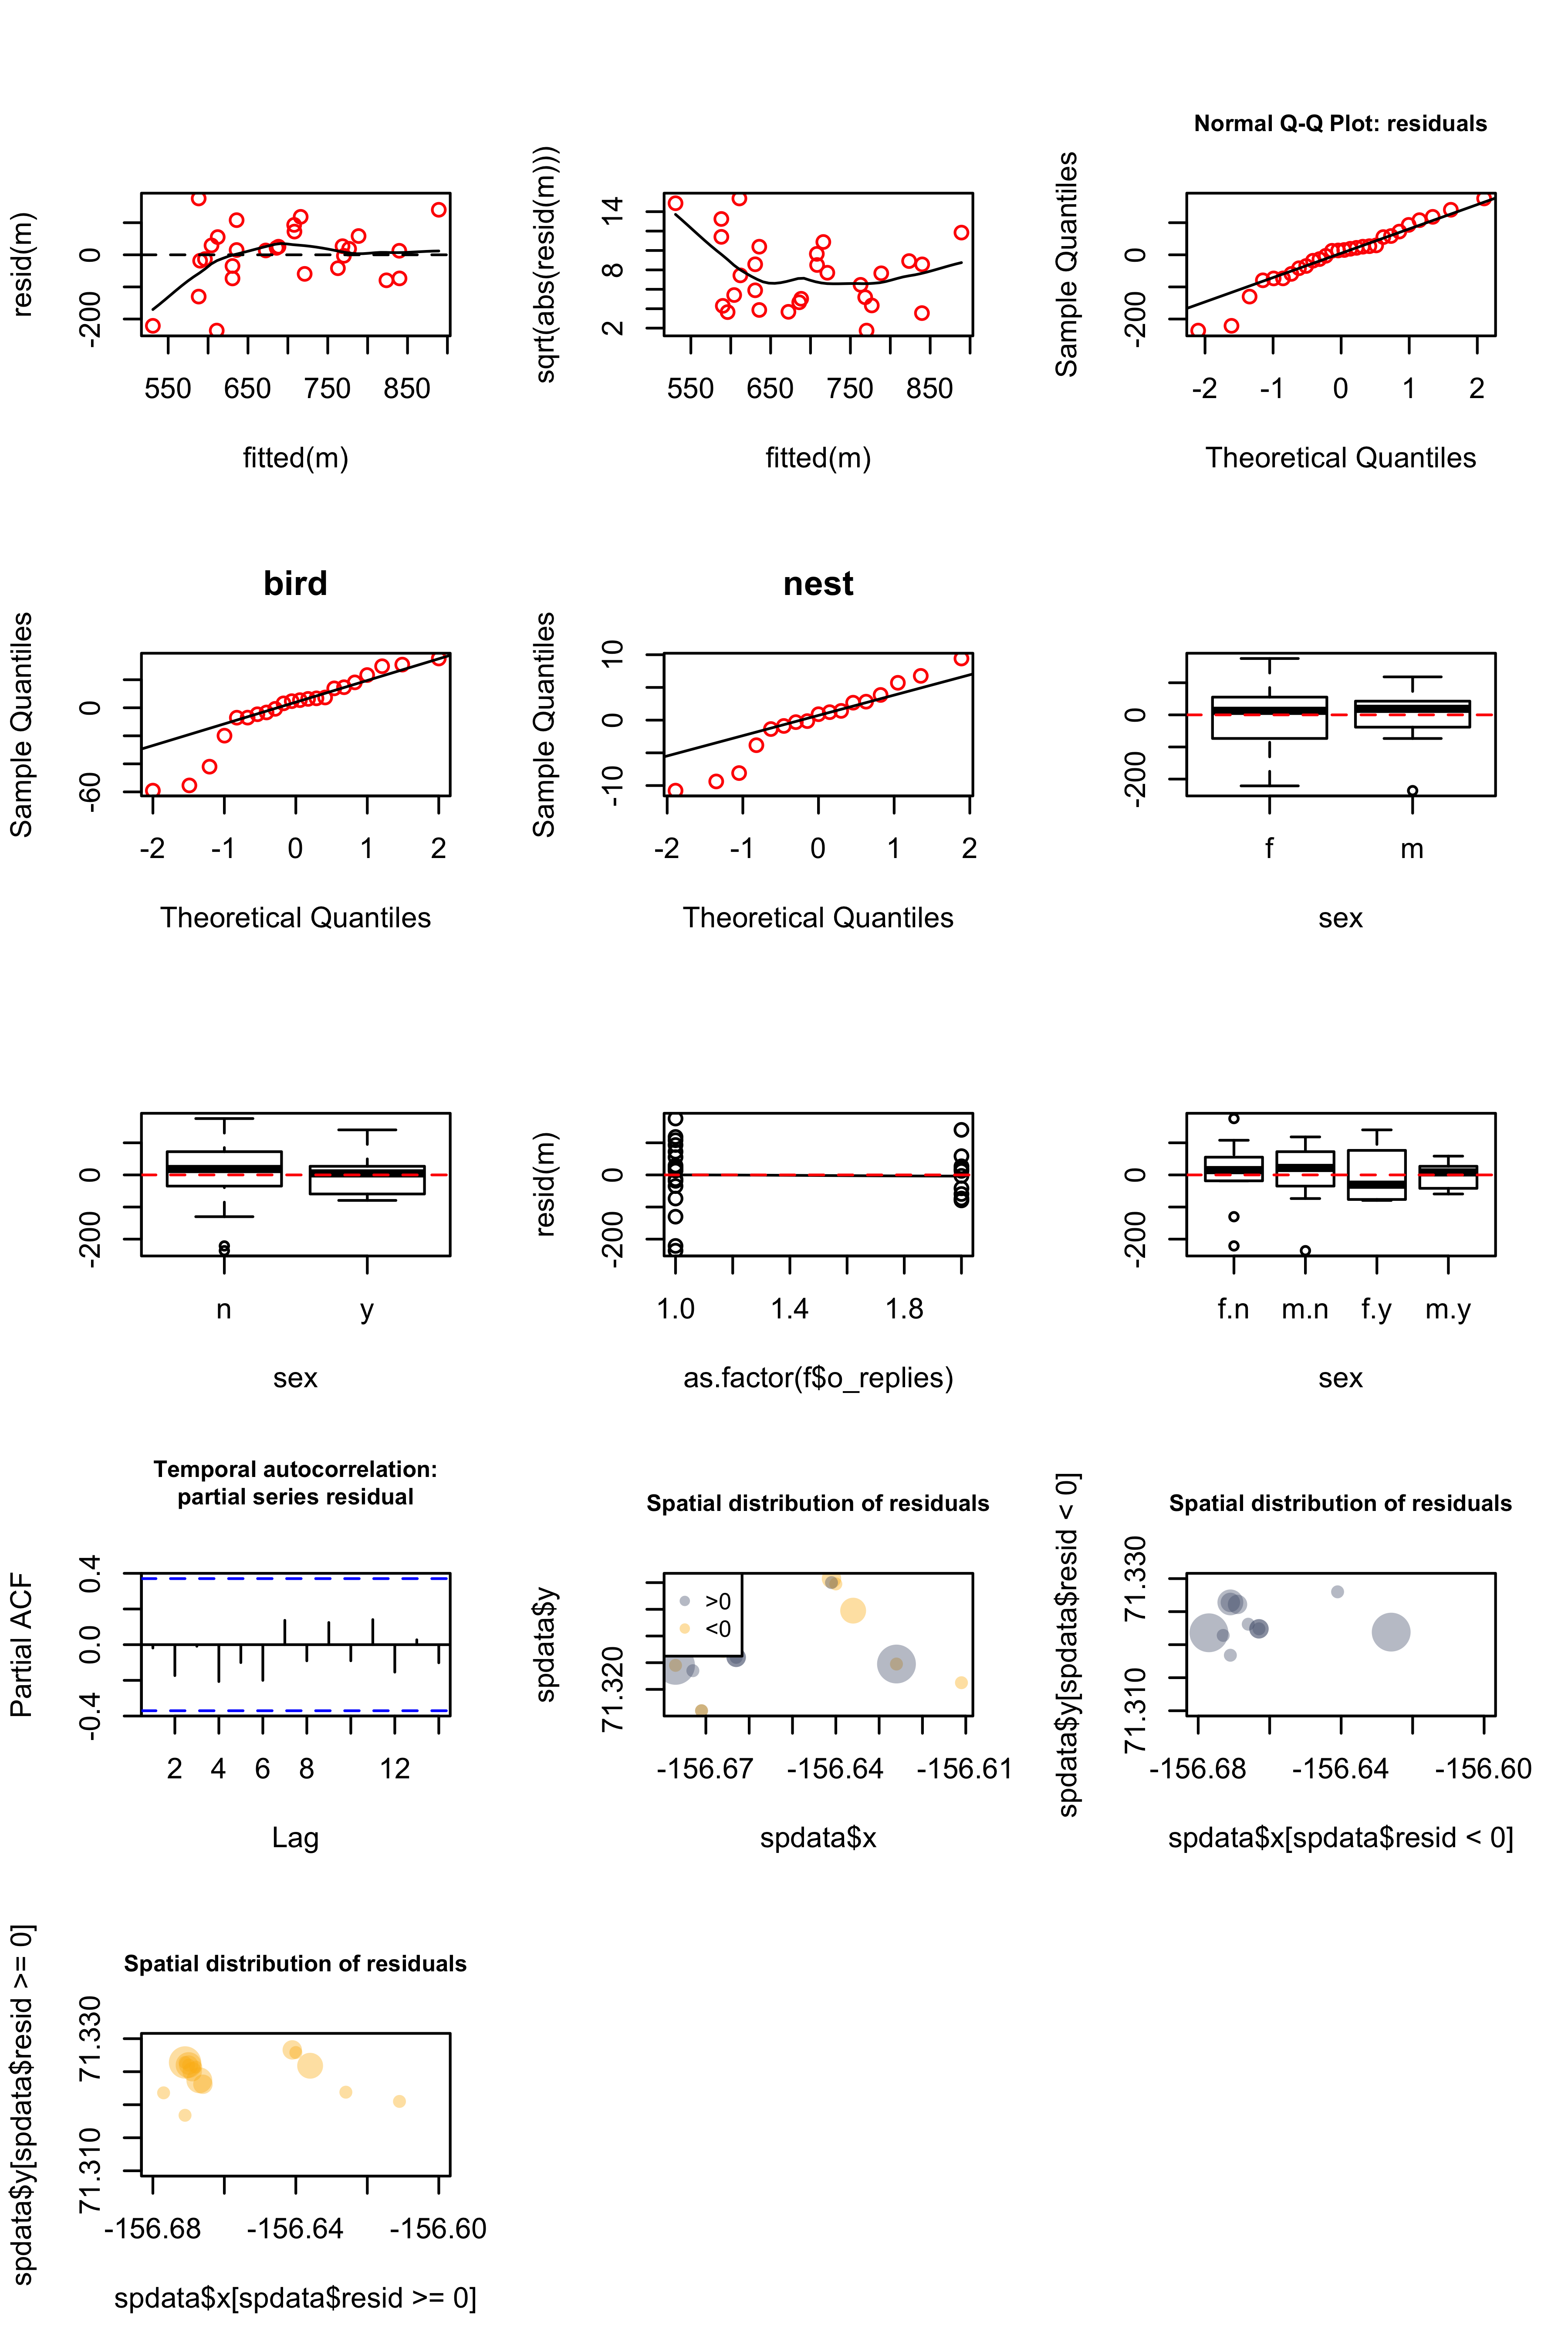 resid(m)
0
-200
550 650 750 850
fitted(m)
sqrt(abs(resid(m)))
14
8
2
550 650 750 850
fitted(m)
Normal Q-Q Plot: residuals
Sample Quantiles
0
-200
-2 -1 0 1 2
Theoretical Quantiles
bird
Sample Quantiles
0
-60
-2 -1 0 1 2
Theoretical Quantiles
nest
Sample Quantiles
10
0
-10
-2 -1 0 1 2
Theoretical Quantiles
0
-200
f m
sex
0
-200
n y
sex
resid(m)
0
-200
1.0 1.4 1.8
as.factor(f$o_replies)
0
-200
f.n m.n f.y m.y
sex
Temporal autocorrelation:
partial series residual
Partial ACF
0.4
0.0
-0.4
2 4 6 8 12
Lag
Spatial distribution of residuals
spdata$y
71.320
>0
<0
-156.67 -156.64 -156.61
spdata$x
Spatial distribution of residuals
spdata$y[spdata$resid < 0]
71.330
71.310
-156.68 -156.64 -156.60
spdata$x[spdata$resid < 0]
Spatial distribution of residuals
spdata$y[spdata$resid >= 0]
71.330
71.310
-156.68 -156.64 -156.60
spdata$x[spdata$resid >= 0]